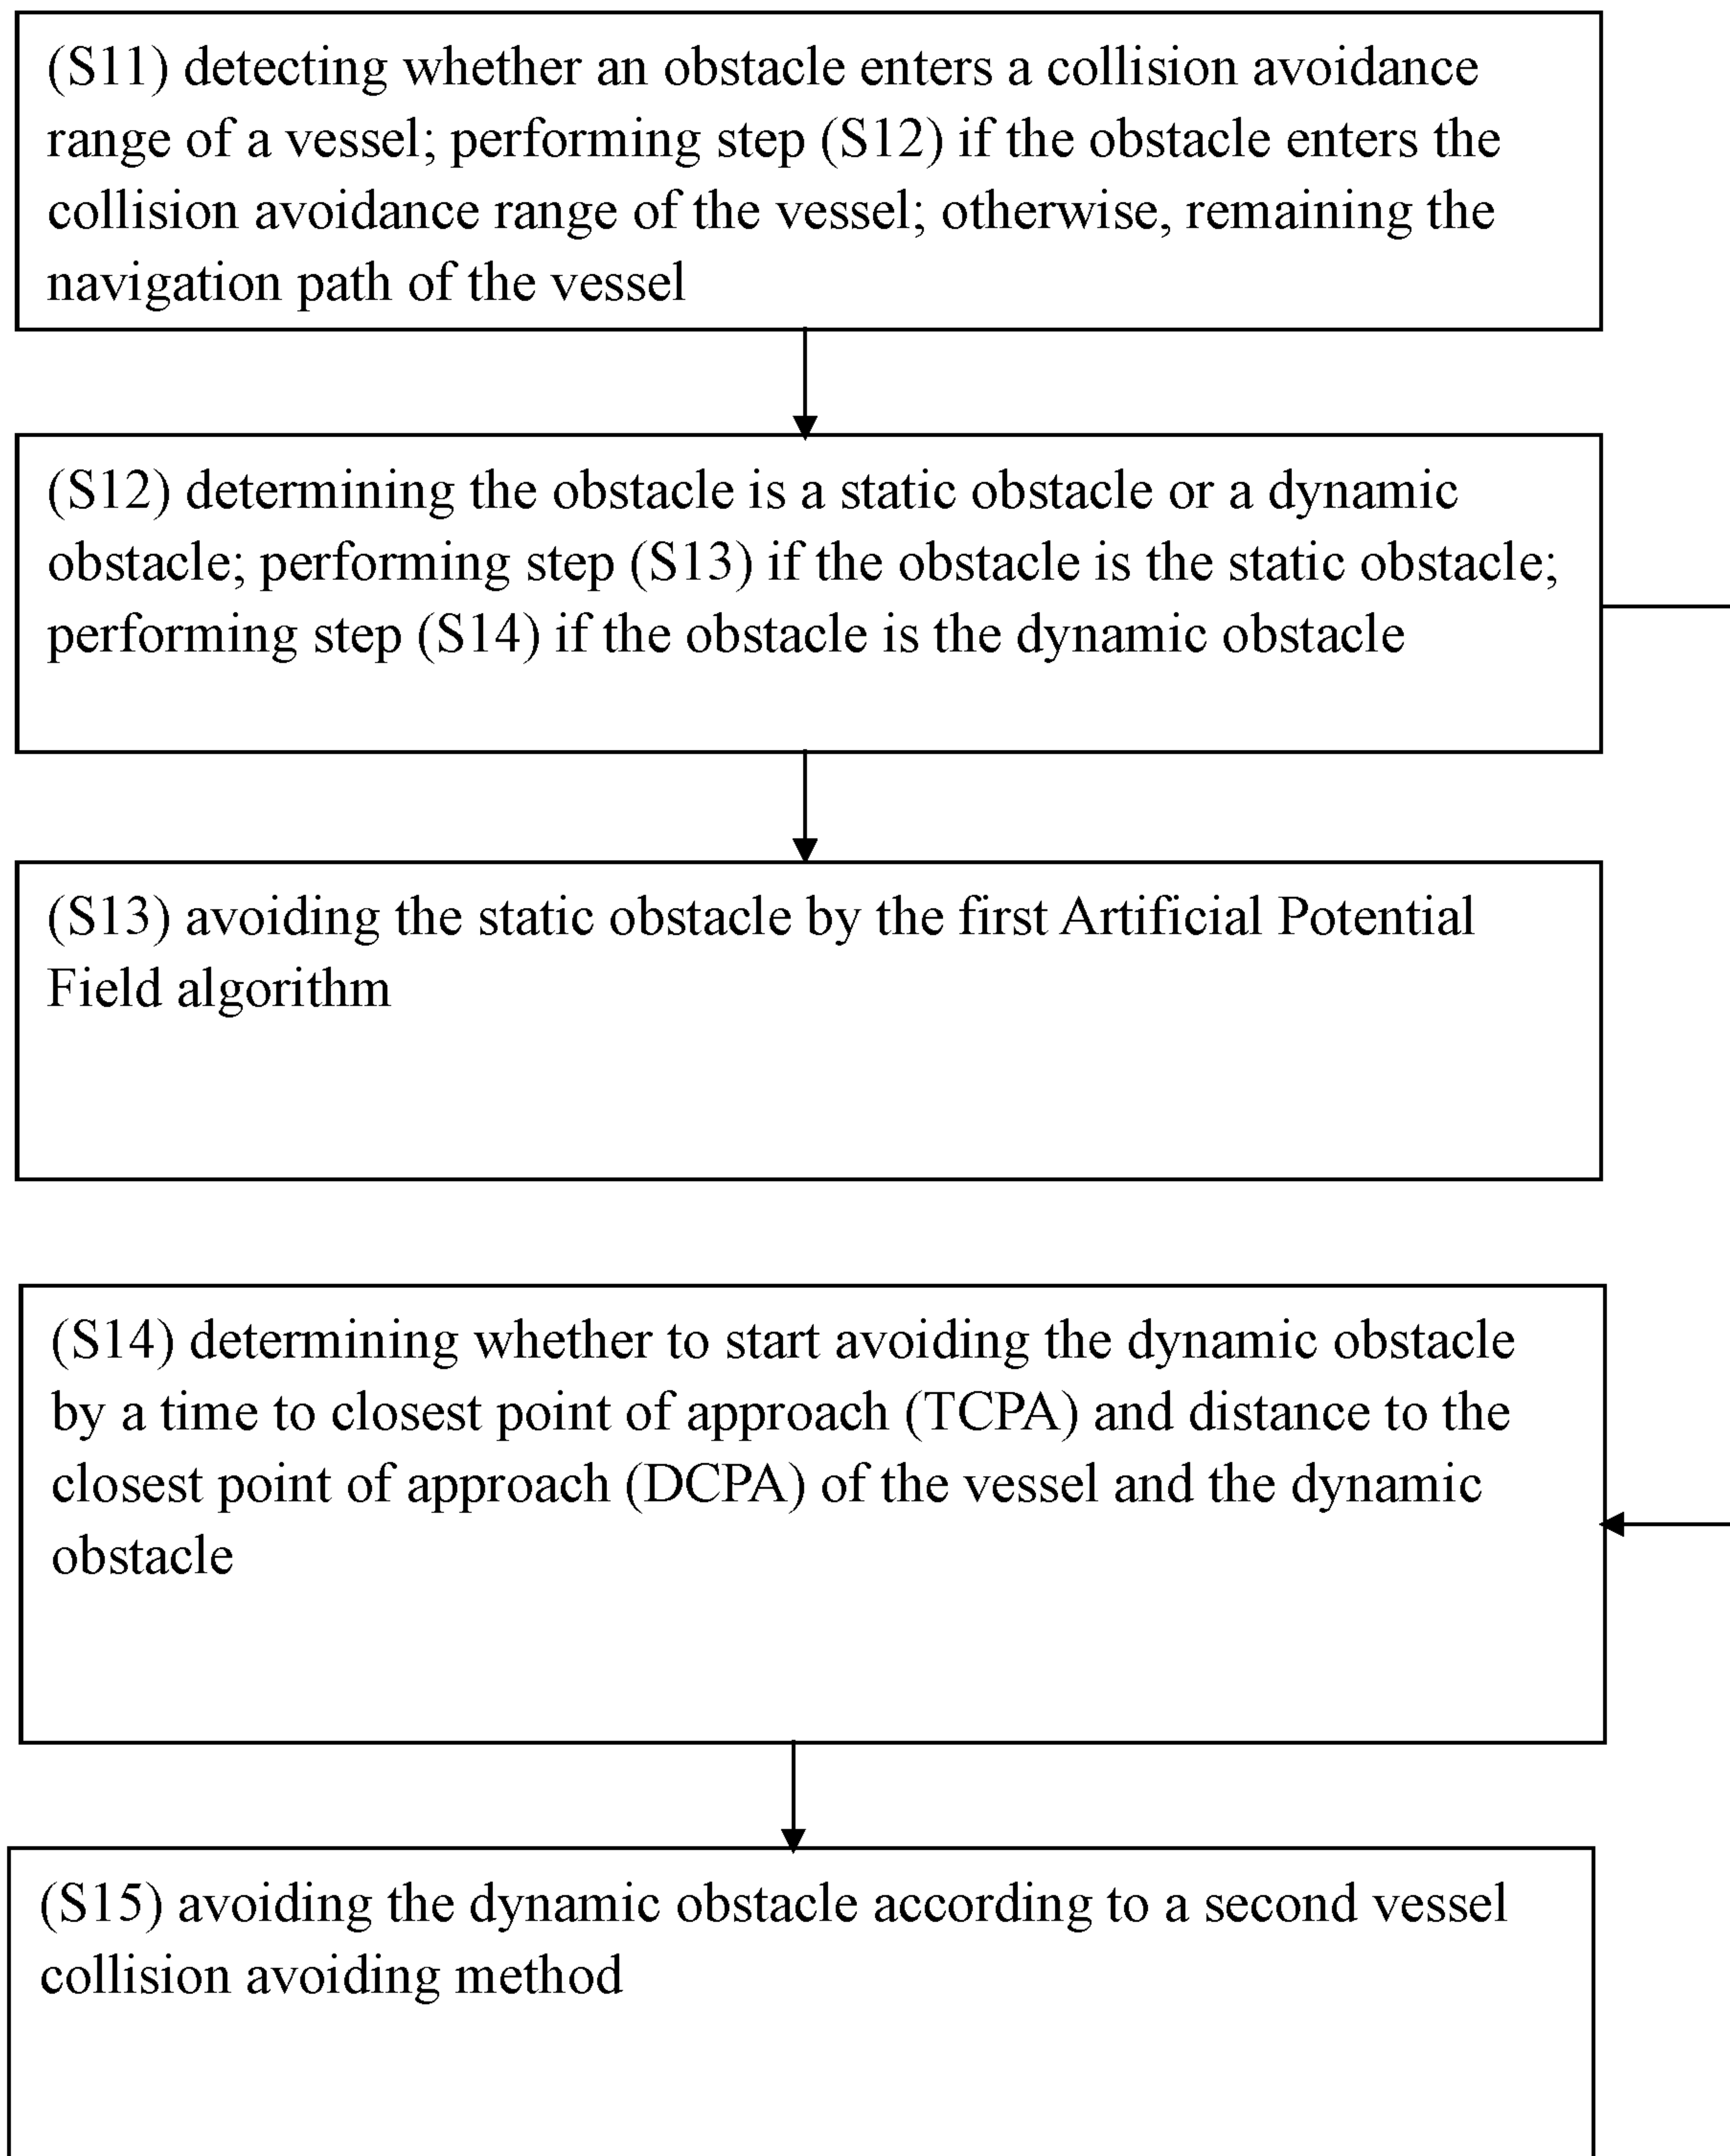 (S11) detecting whether an obstacle enters a collision avoidance
range of a vessel; performing step (S12) if the obstacle enters the
collision avoidance range of the vessel; otherwise, remaining the
navigation path of the vessel
(S12) determining the obstacle is a static obstacle or a dynamic
obstacle; performing step (S13) if the obstacle is the static obstacle;
performing step (S14) if the obstacle is the dynamic obstacle
(S13) avoiding the static obstacle by the first Artificial Potential
Field algorithm
(S14) determining whether to start avoiding the dynamic obstacle
by a time to closest point of approach (TCPA) and distance to the
closest point of approach (DCPA) of the vessel and the dynamic
obstacle
(S15) avoiding the dynamic obstacle according to a second vessel
collision avoiding method